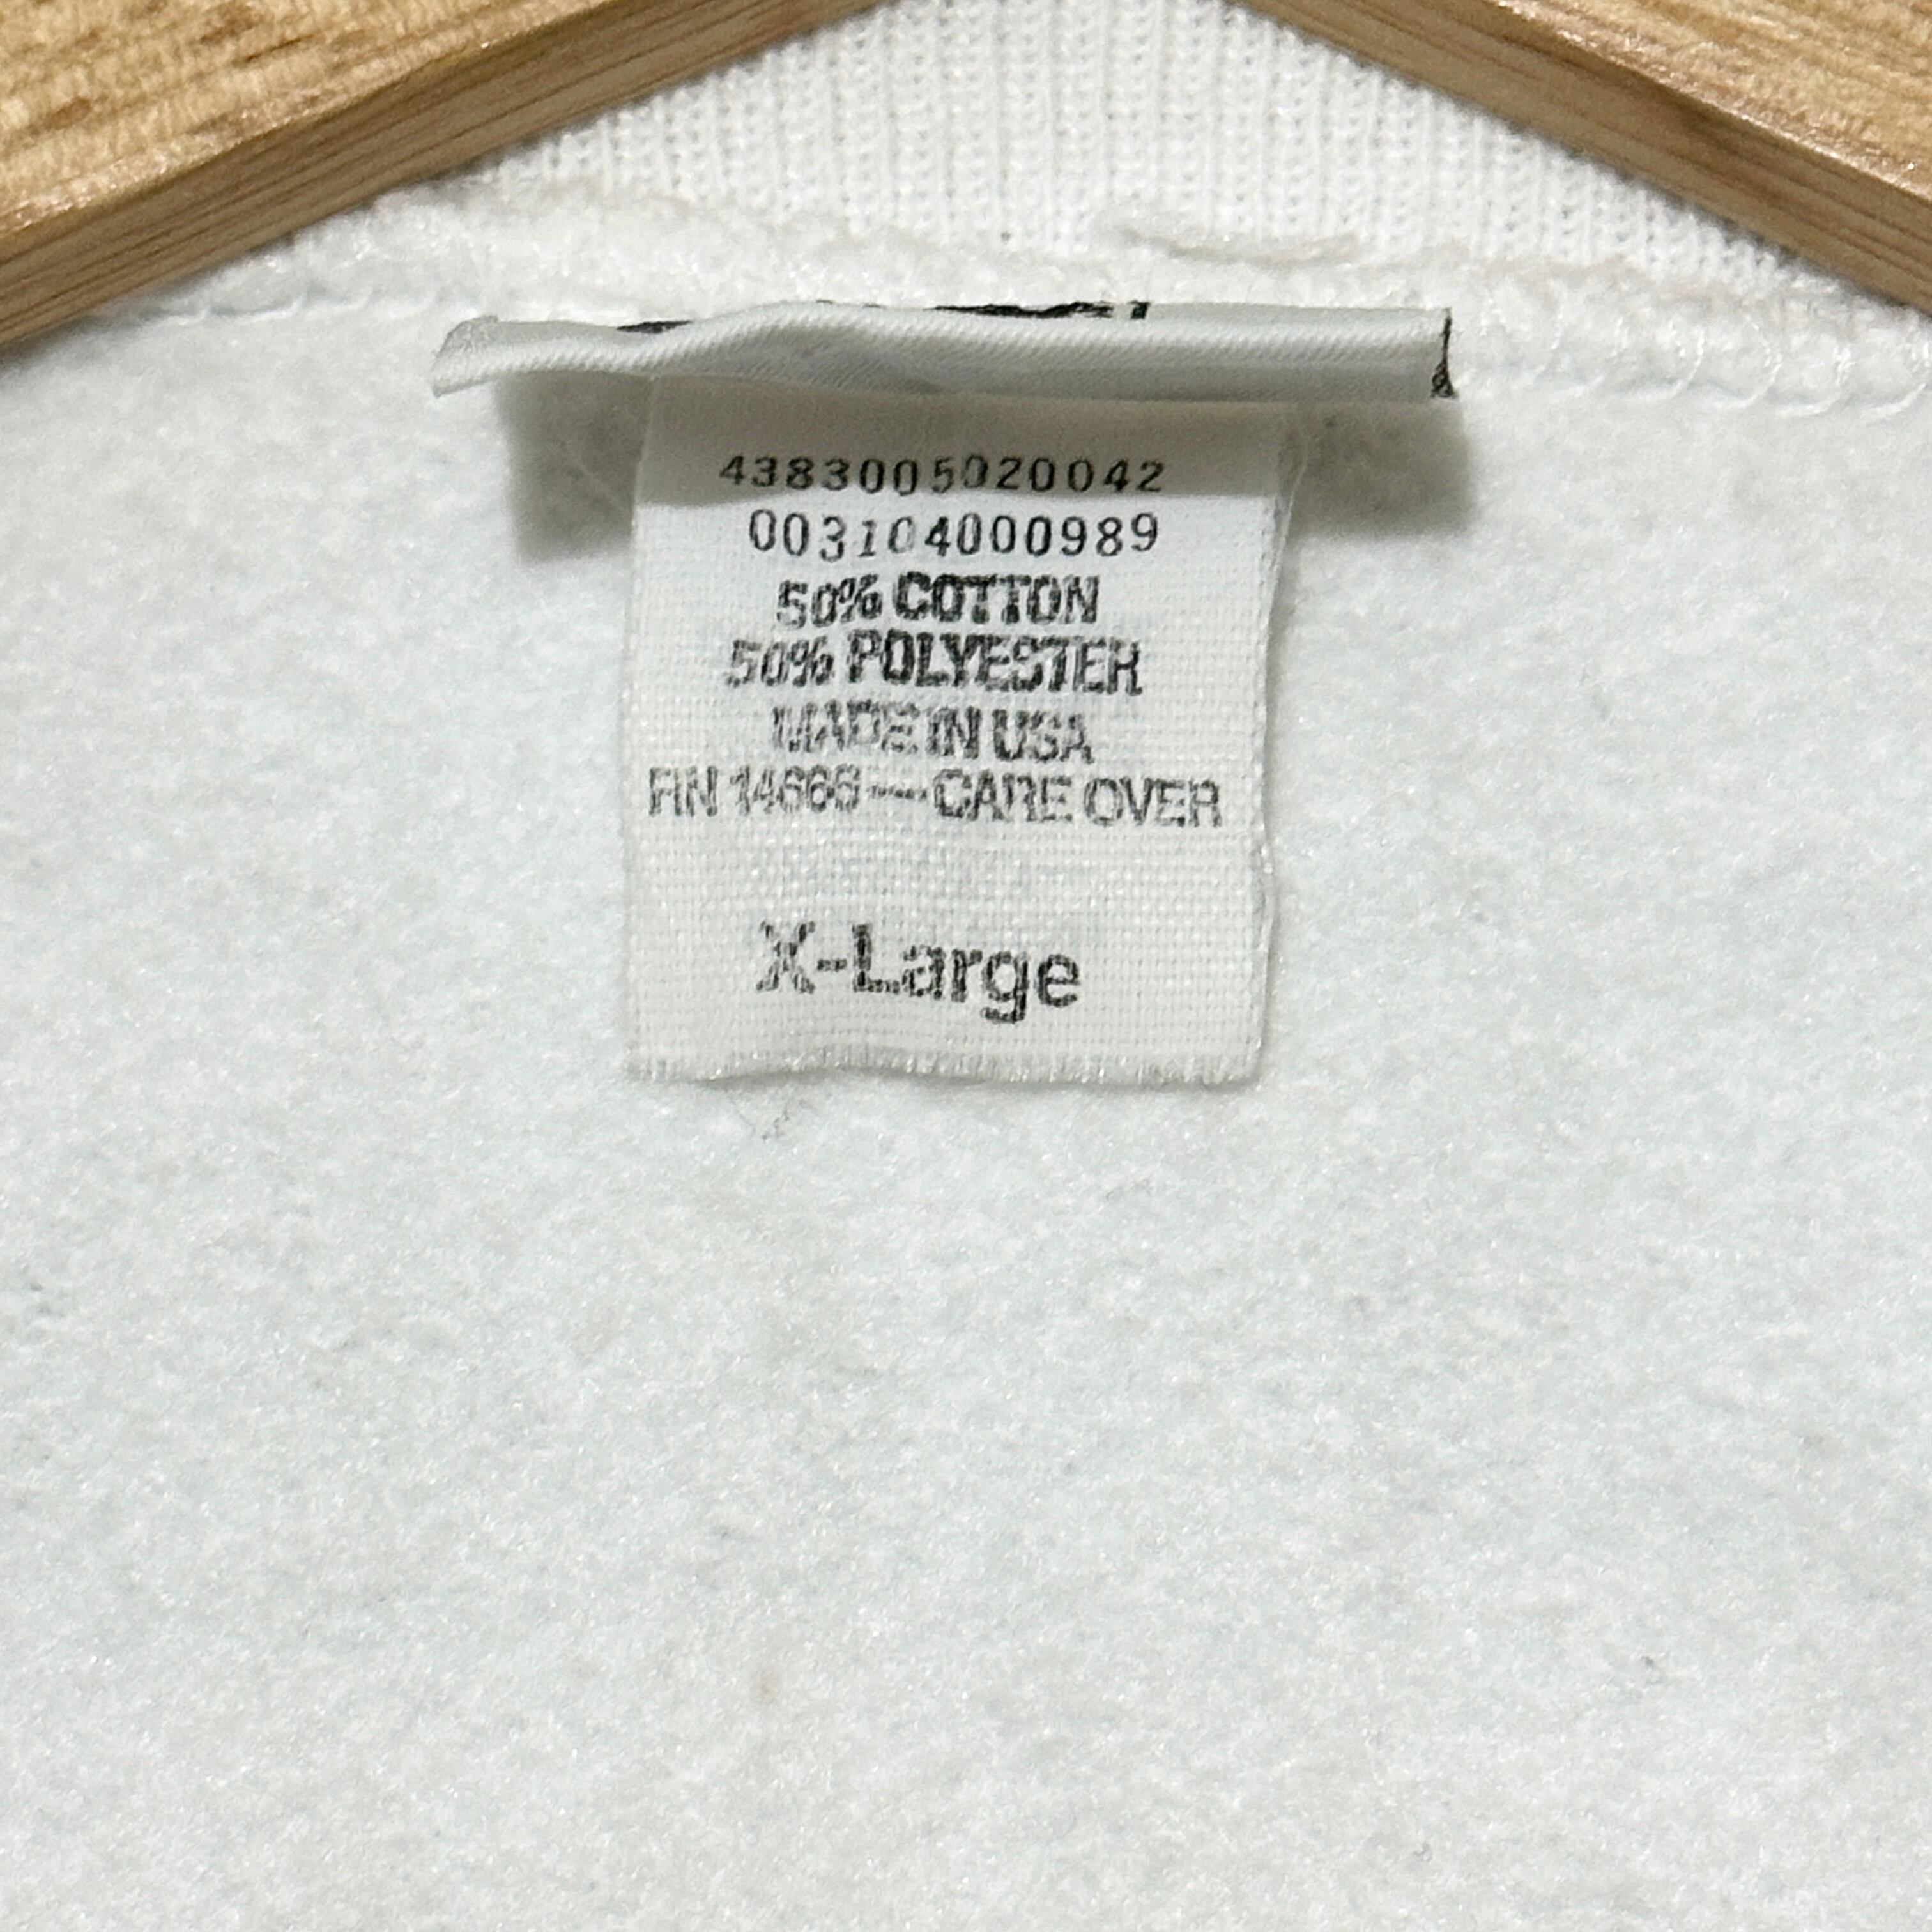 4383005020042
003104000989
50% COTTON
50% POLYESTER
MADE IN USA
RN 14666 — CARE OVER
X-Large